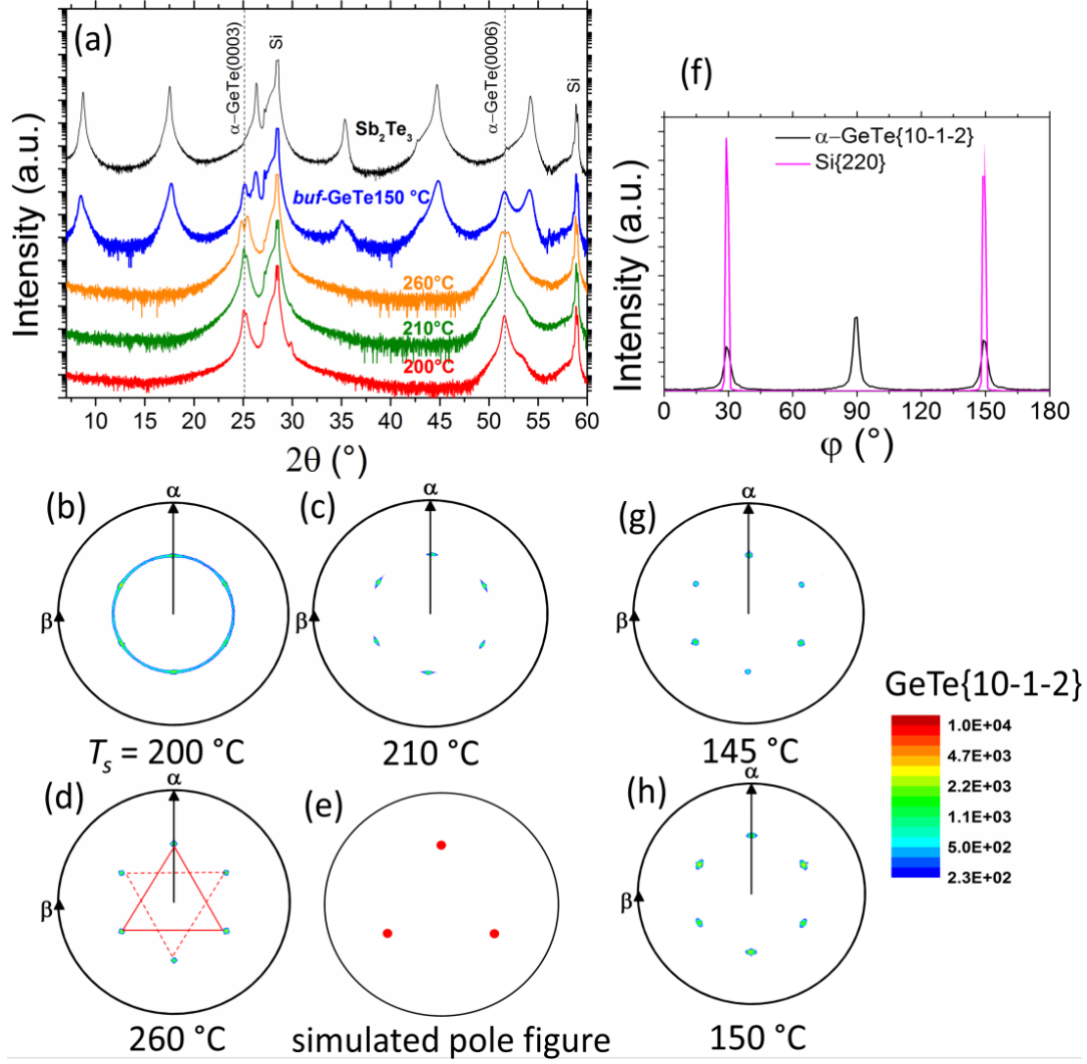 (a)
α–GeTe(0003)
Si
α–GeTe(0006)
Si
Sb₂Te₃
buf-GeTe150 °C
260°C
210°C
200°C
Intensity (a.u.)
10 15 20 25 30 35 40 45 50 55 60
2θ (°)
(f)
α–GeTe{10-1-2}
Si{220}
Intensity (a.u.)
0 30 60 90 120 150 180
φ (°)
(b)
α
β
Tₛ = 200 °C
(c)
α
β
210 °C
(g)
α
β
145 °C
(d)
α
β
260 °C
(e)
simulated pole figure
(h)
α
β
150 °C
GeTe{10-1-2}
1.0E+04
4.7E+03
2.2E+03
1.1E+03
5.0E+02
2.3E+02